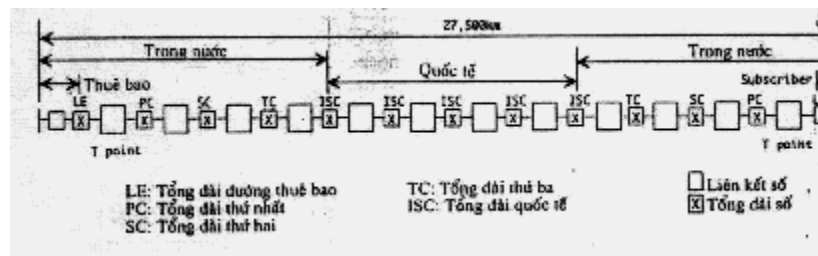 27,500km
Trong nước Trong nước
Quốc tế
Thuê bao Subscriber
LE PC SC TC ISC ISC ISC ISC ISC TC SC PC
X X X X X X X X X X X X
T point T point
LE: Tổng đài đường thuê bao TC: Tổng đài thứ ba Liên kết số
PC: Tổng đài thứ nhất ISC: Tổng đài quốc tế X Tổng đài số
SC: Tổng đài thứ hai